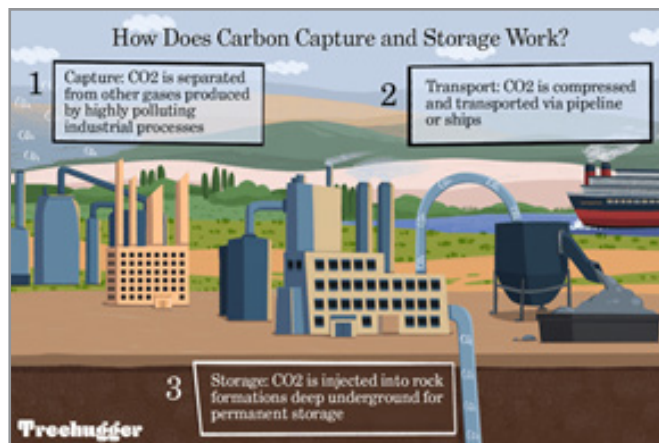 How Does Carbon Capture and Storage Work?
1
Capture: CO2 is separated
from other gases produced
by highly polluting
industrial processes
2
Transport: CO2 is compressed
and transported via pipeline
or ships
3
Storage: CO2 is injected into rock
formations deep underground for
permanent storage
Treehugger